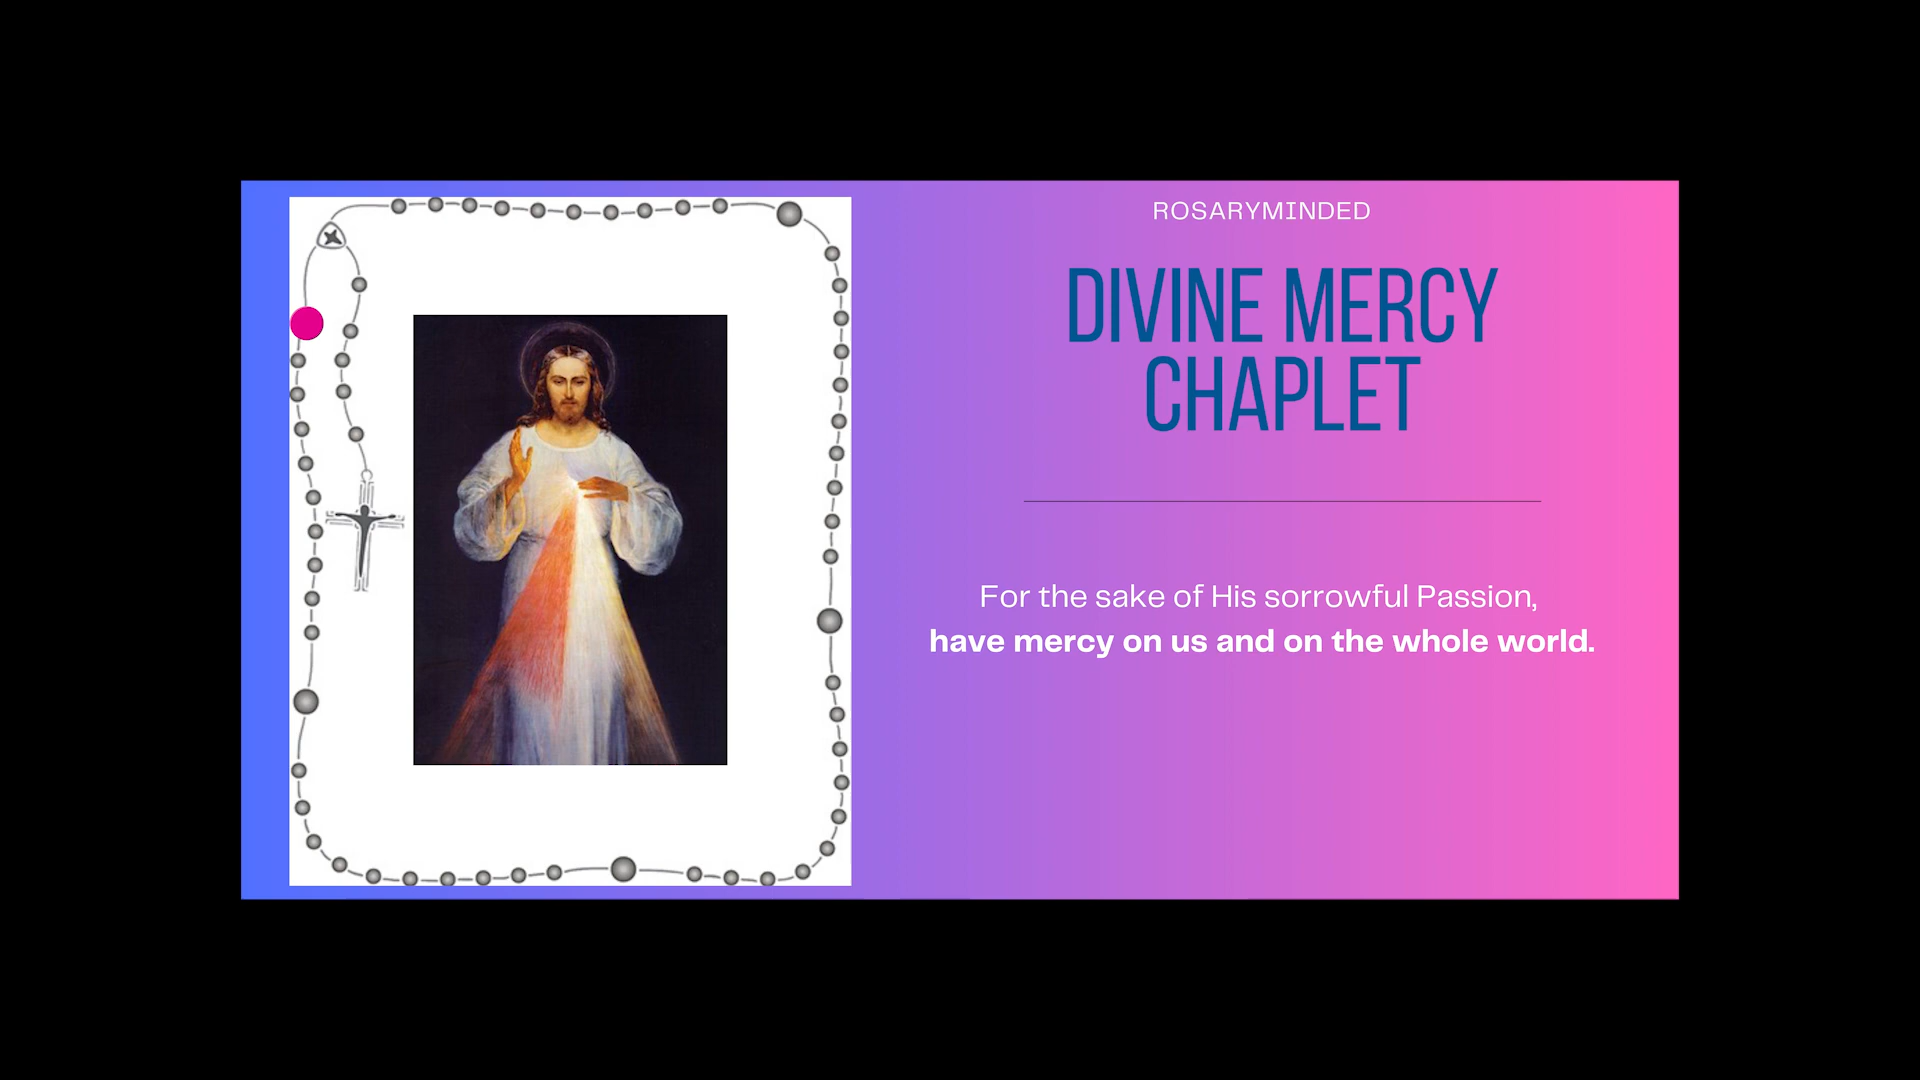 ROSARYMINDED
DIVINE MERCY
CHAPLET
For the sake of His sorrowful Passion,
have mercy on us and on the whole world.